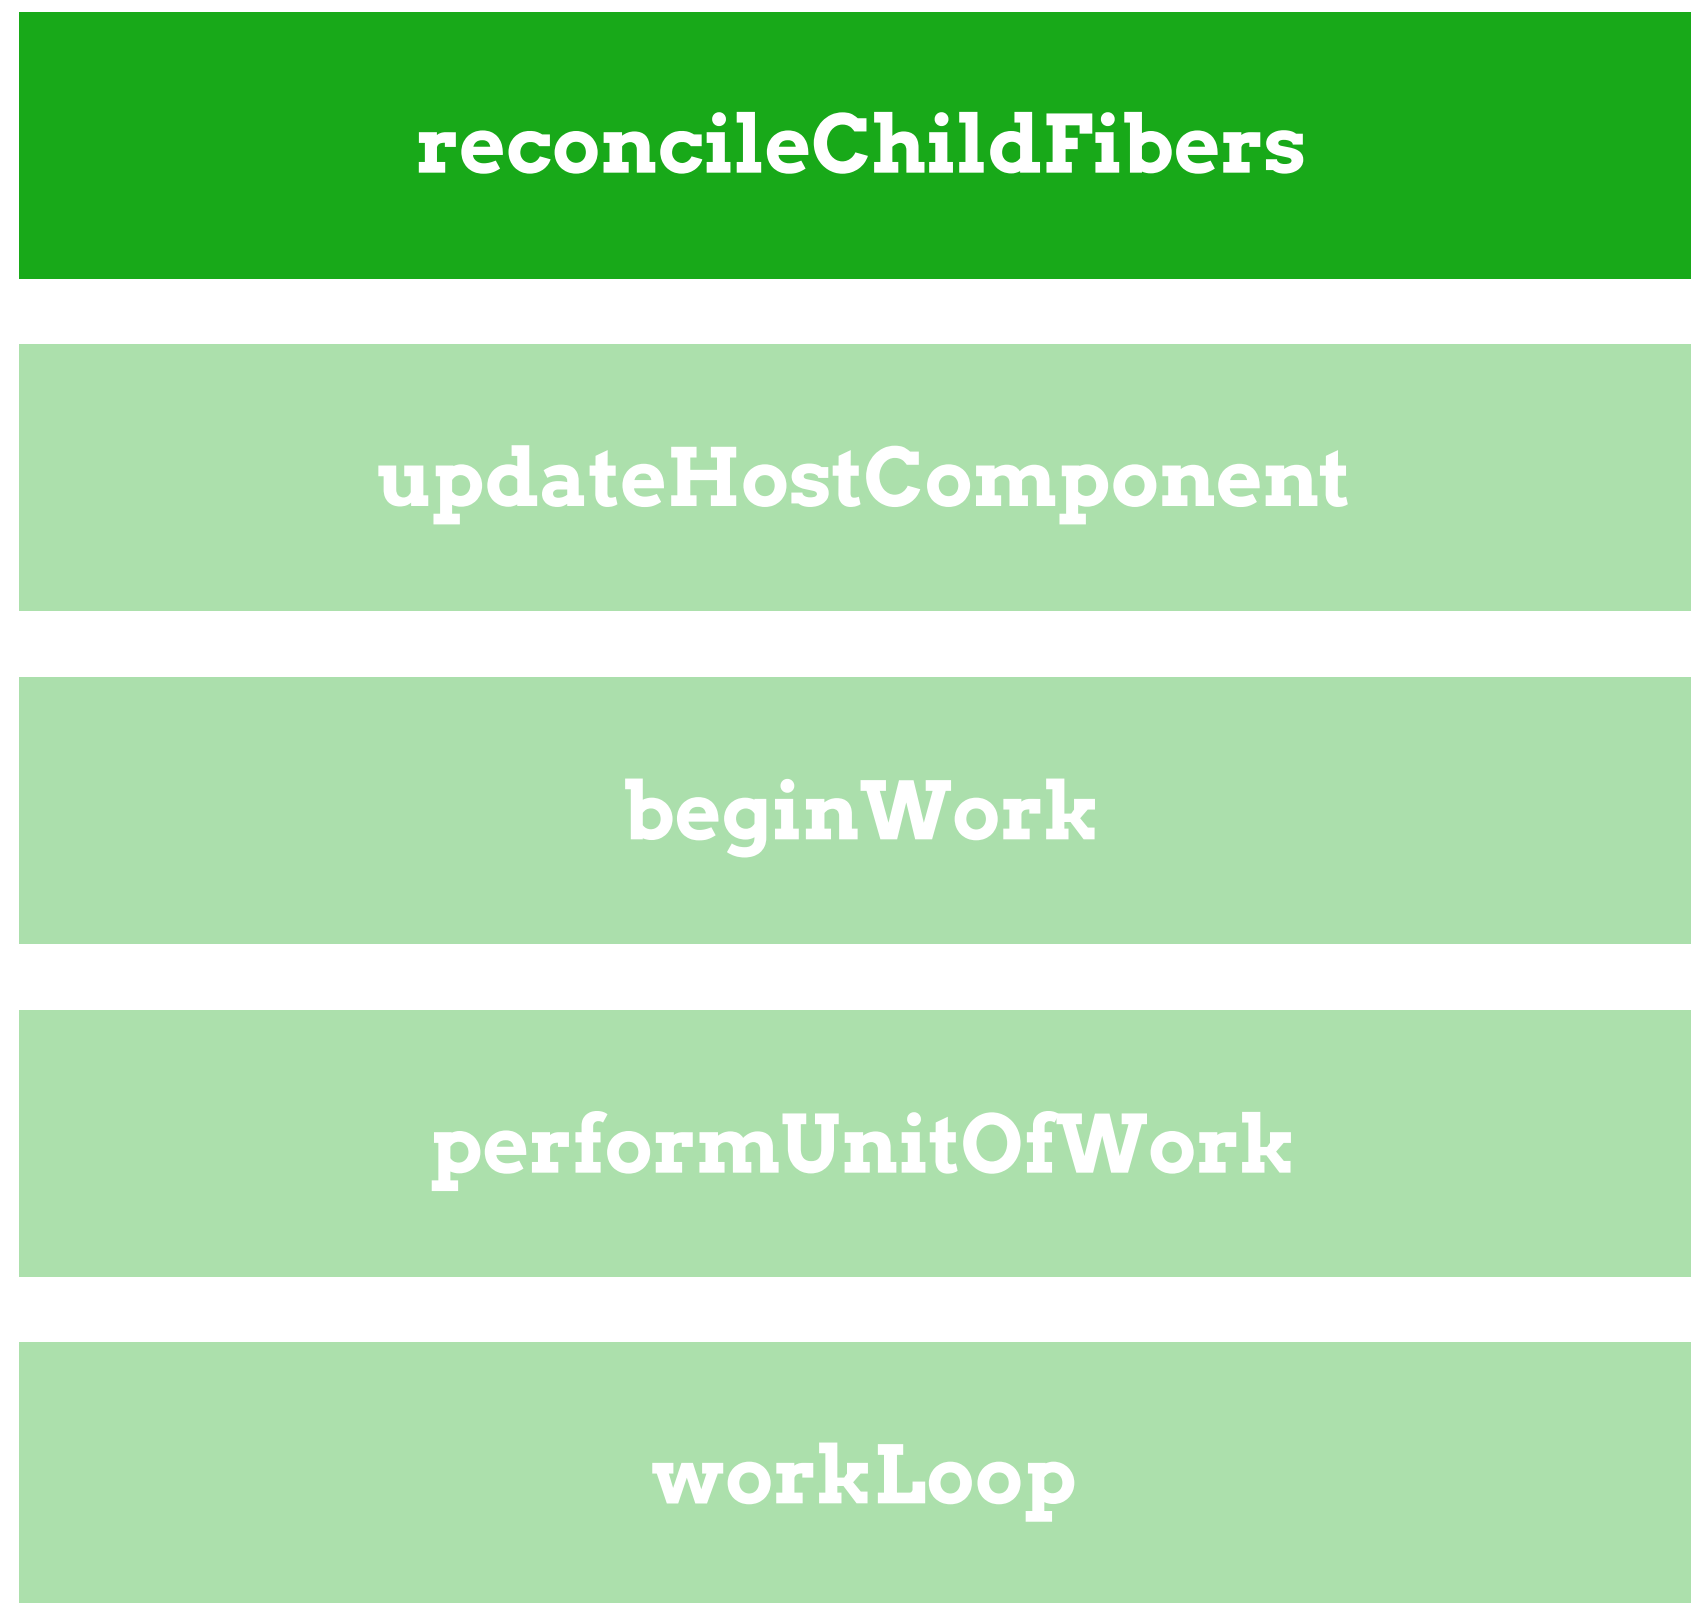 reconcileChildFibers
updateHostComponent
beginWork
performUnitOfWork
workLoop